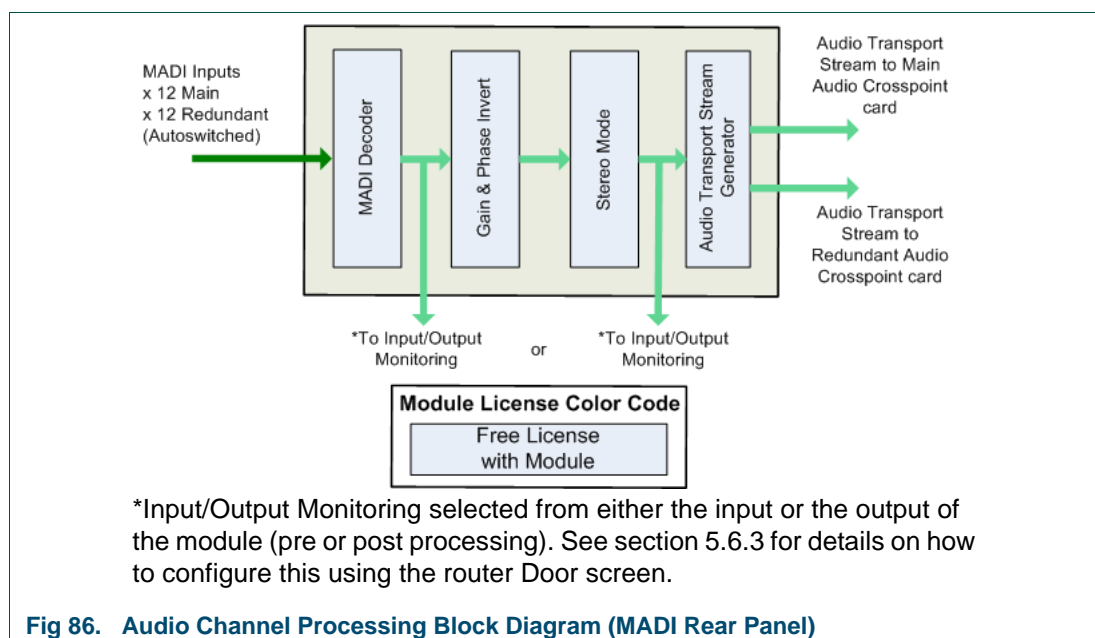 MADI Inputs
x 12 Main
x 12 Redundant
(Autoswitched)
MADI Decoder
Gain & Phase Invert
Stereo Mode
Audio Transport Stream
Generator
Audio Transport
Stream to Main
Audio Crosspoint
card
Audio Transport
Stream to
Redundant Audio
Crosspoint card
*To Input/Output
Monitoring
or
*To Input/Output
Monitoring
Module License Color Code
Free License
with Module
*Input/Output Monitoring selected from either the input or the output of
the module (pre or post processing). See section 5.6.3 for details on how
to configure this using the router Door screen.
Fig 86. Audio Channel Processing Block Diagram (MADI Rear Panel)